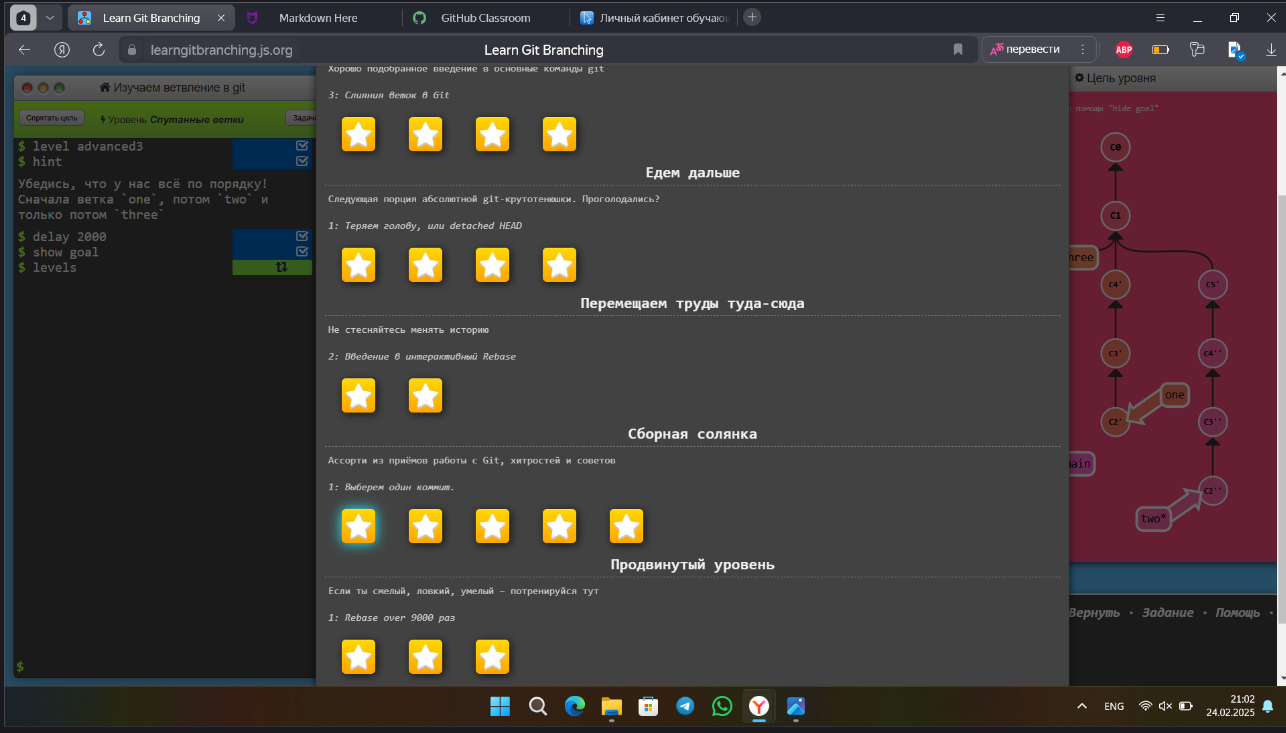 4
Learn Git Branching
Markdown Here
GitHub Classroom
Личный кабинет обучаю
learngitbranching.js.org
Learn Git Branching
перевести
ABP
Изучаем ветвление в git
Спрятать цель
Уровень Спутанные ветки
Задач
$ level advanced3
$ hint
Убедись, что у нас всё по порядку!
Сначала ветка `one`, потом `two` и
только потом `three`
$ delay 2000
$ show goal
$ levels
$
Хорошо подобранное введение в основные команды git
3: Слияния веток в Git
Едем дальше
Следующая порция абсолютной git-крутотенюшки. Проголодались?
1: Теряем голову, или detached HEAD
Перемещаем труды туда-сюда
Не стесняйтесь менять историю
2: Введение в интерактивный Rebase
Сборная солянка
Ассорти из приёмов работы с Git, хитростей и советов
1: Выберем один коммит.
Продвинутый уровень
Если ты смелый, ловкий, умелый – потренируйся тут
1: Rebase over 9000 раз
Цель уровня
помощи "hide goal"
C0
C1
hree
C4'
C5'
C3'
C4''
one
C2'
C3''
ain
C2''
two*
Вернуть · Задание · Помощь ·
ENG
21:02
24.02.2025